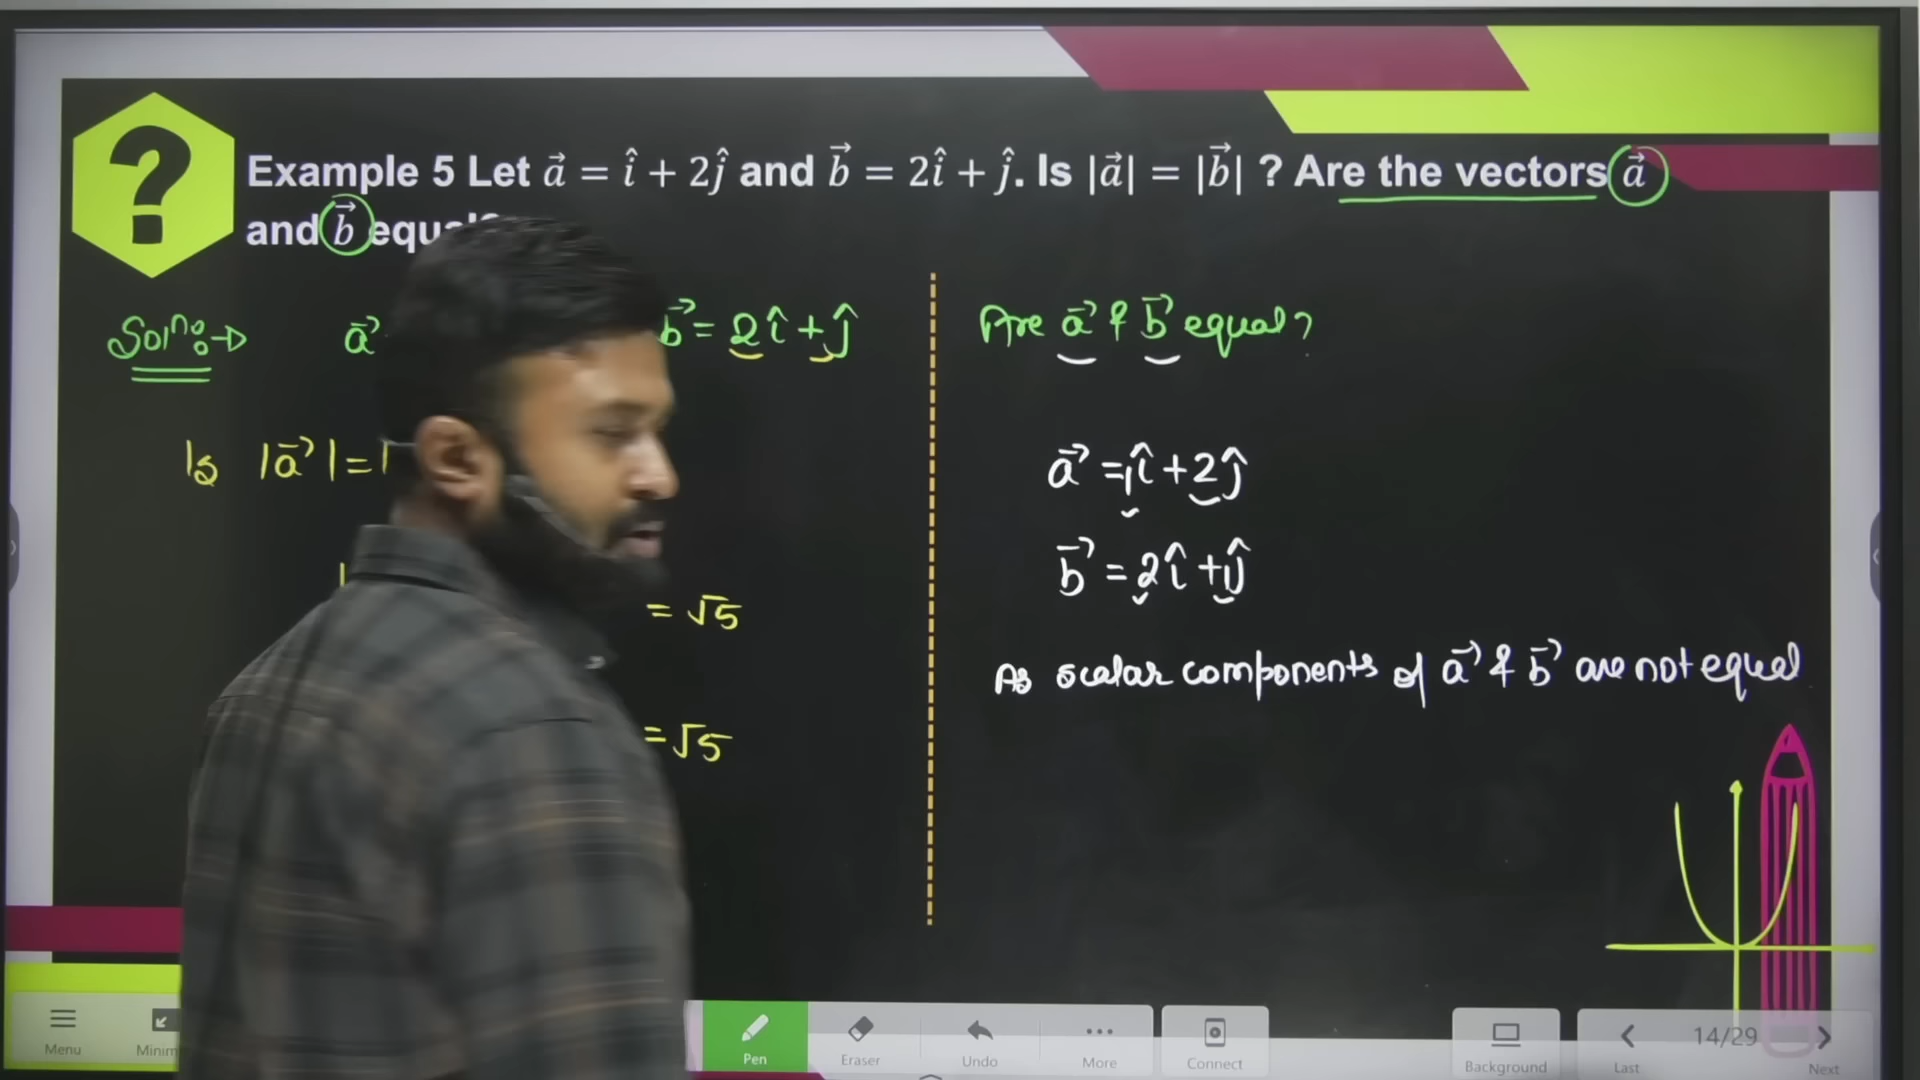 Example 5 Let a⃗ = î + 2ĵ and b⃗ = 2î + ĵ. Is |a⃗| = |b⃗| ? Are the vectors a⃗
and b⃗
Solⁿ:→ a⃗ b⃗ = 2î + ĵ
Is |a⃗| = |
= √5
= √5
Are a⃗ & b⃗ equal?
a⃗ = 1î + 2ĵ
b⃗ = 2î + 1ĵ
As scalar components of a⃗ & b⃗ are not equal
Menu
Pen
Eraser
Undo
More
Connect
Background
Last
14/29
Next